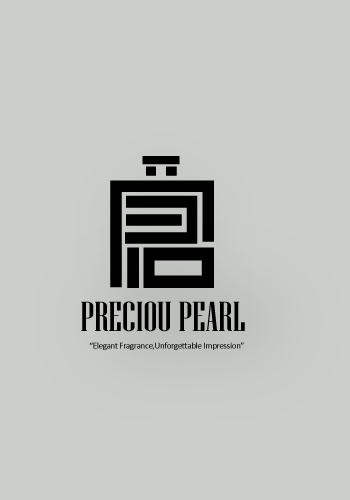 PRECIOU PEARL
“Elegant Fragrance,Unforgettable Impression”